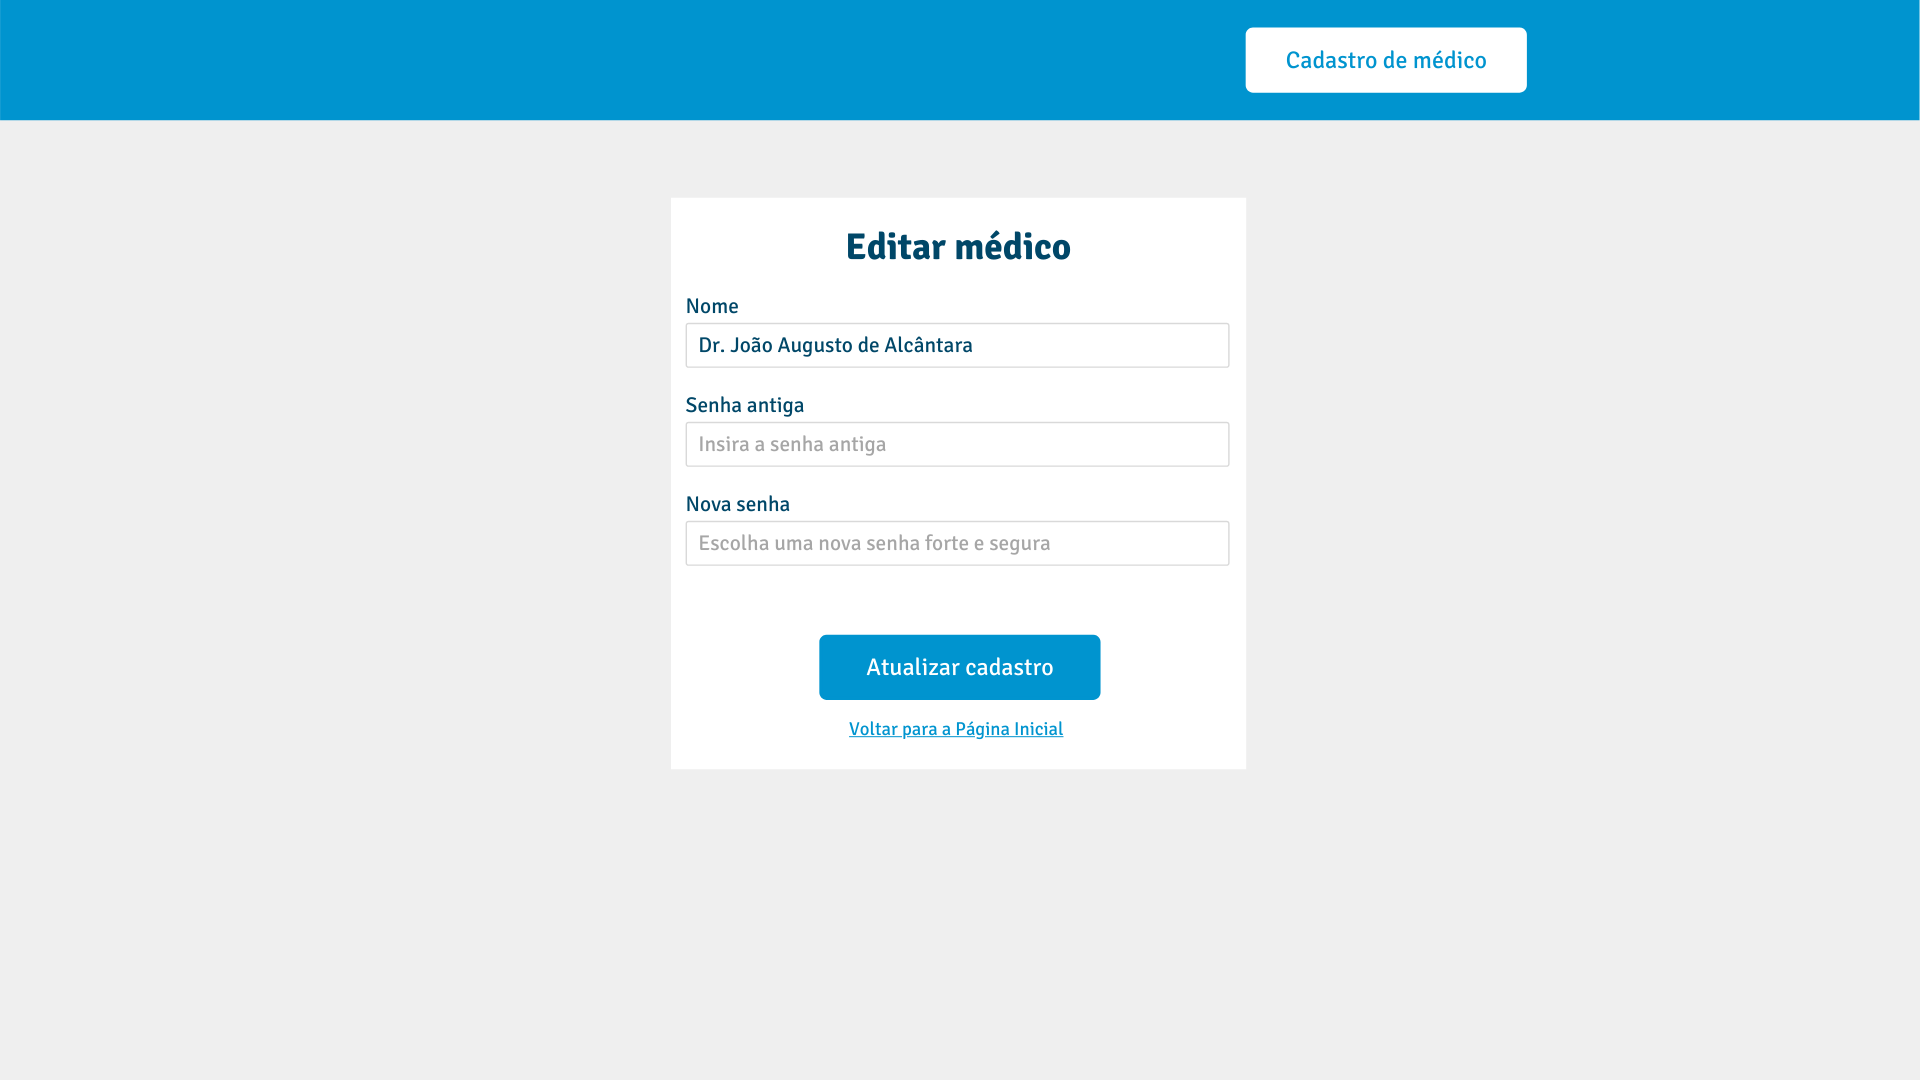 Cadastro de médico
Editar médico
Nome
Dr. João Augusto de Alcântara
Senha antiga
Insira a senha antiga
Nova senha
Escolha uma nova senha forte e segura
Atualizar cadastro
Voltar para a Página Inicial